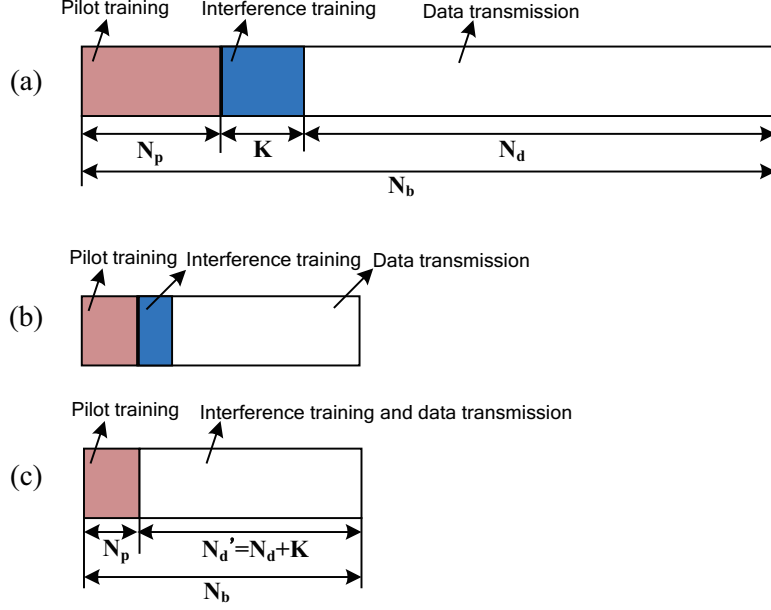 Pilot training Interference training Data transmission
(a)
Np K Nd
Nb
Pilot training Interference training Data transmission
(b)
Pilot training Interference training and data transmission
(c)
Np Nd'=Nd+K
Nb